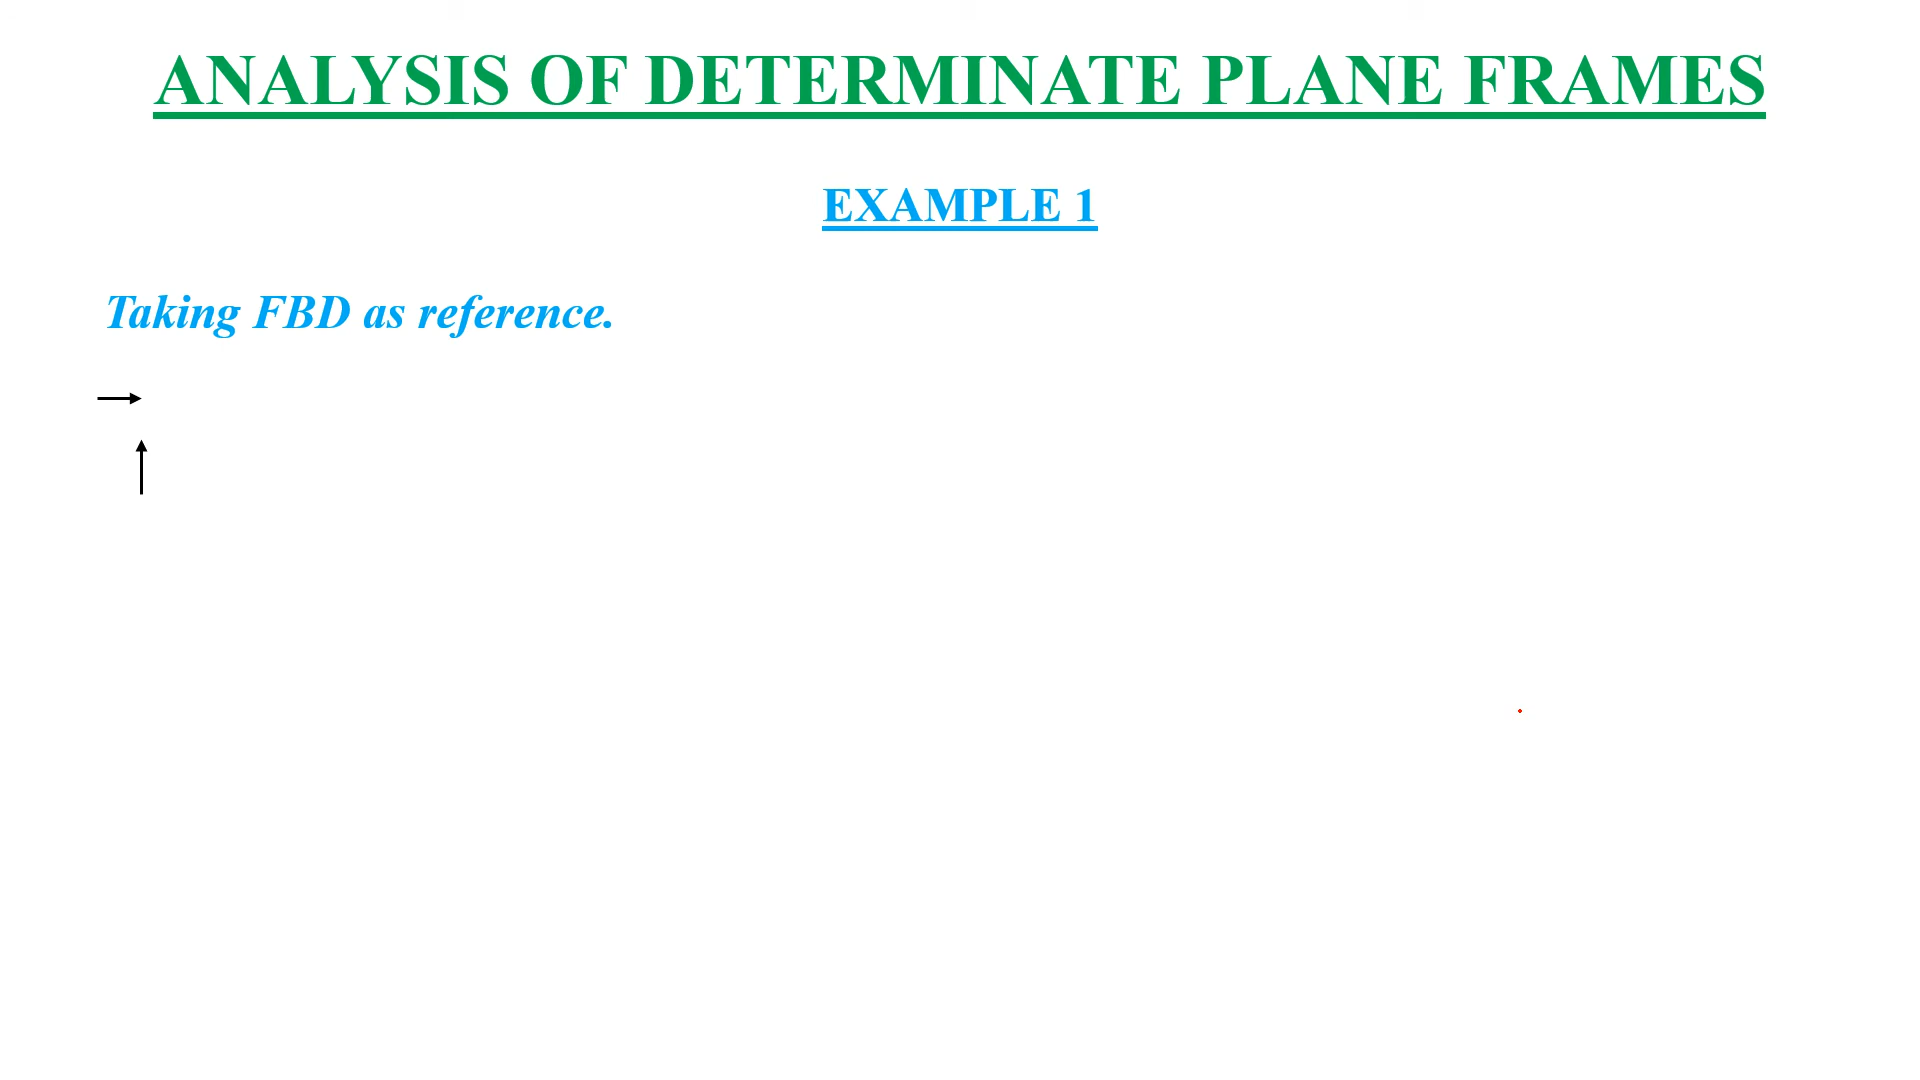 ANALYSIS OF DETERMINATE PLANE FRAMES
EXAMPLE 1
Taking FBD as reference.